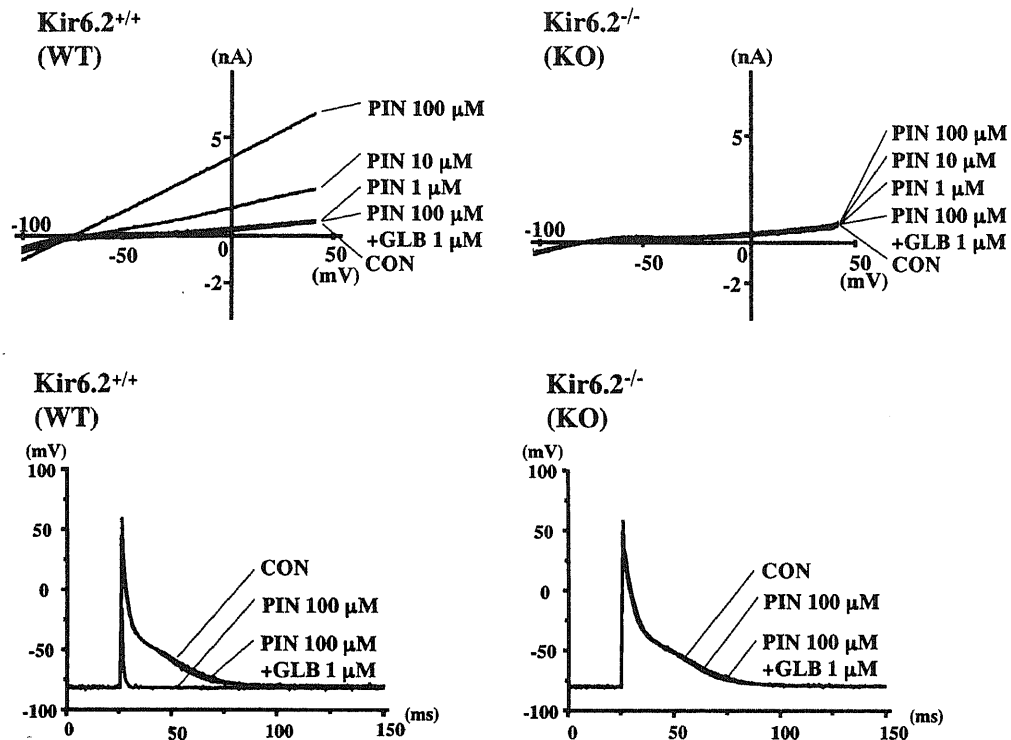 Kir6.2+/+
(WT)
(nA)
5
PIN 100 µM
PIN 10 µM
PIN 1 µM
PIN 100 µM
+GLB 1 µM
CON
-100
-50
0
50
(mV)
-2
Kir6.2-/-
(KO)
(nA)
5
PIN 100 µM
PIN 10 µM
PIN 1 µM
PIN 100 µM
+GLB 1 µM
CON
-100
-50
0
50
(mV)
-2
Kir6.2+/+
(WT)
(mV)
100
50
0
-50
-100
CON
PIN 100 µM
PIN 100 µM
+GLB 1 µM
0
50
100
150
(ms)
Kir6.2-/-
(KO)
(mV)
100
50
0
-50
-100
CON
PIN 100 µM
PIN 100 µM
+GLB 1 µM
0
50
100
150
(ms)